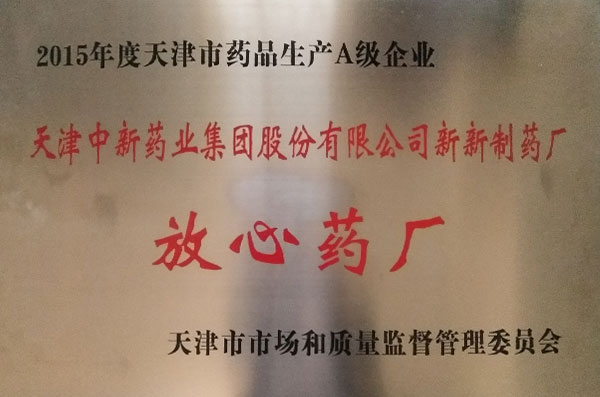 2015年度天津市药品生产A级企业
天津中新药业集团股份有限公司新新制药厂
放心药厂
天津市市场和质量监督管理委员会